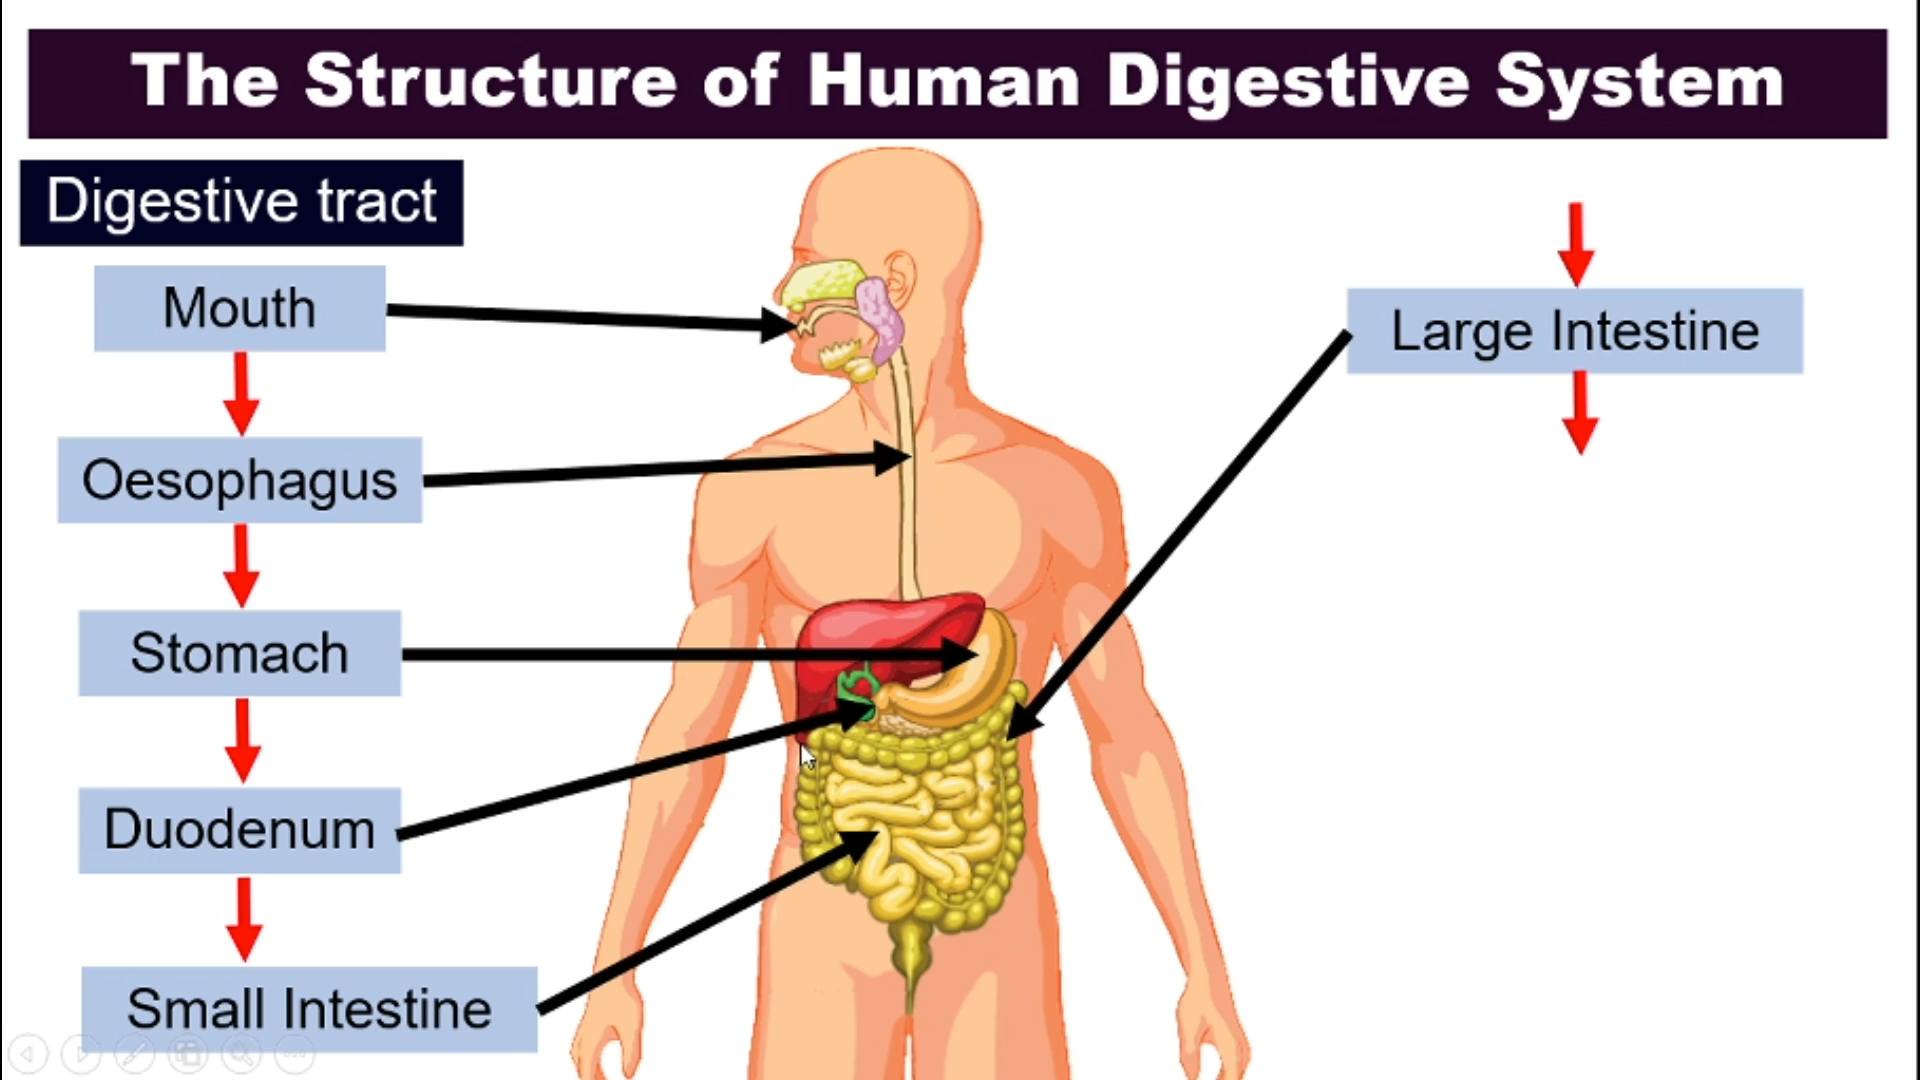 The Structure of Human Digestive System
Digestive tract
Mouth
Oesophagus
Stomach
Duodenum
Small Intestine
Large Intestine